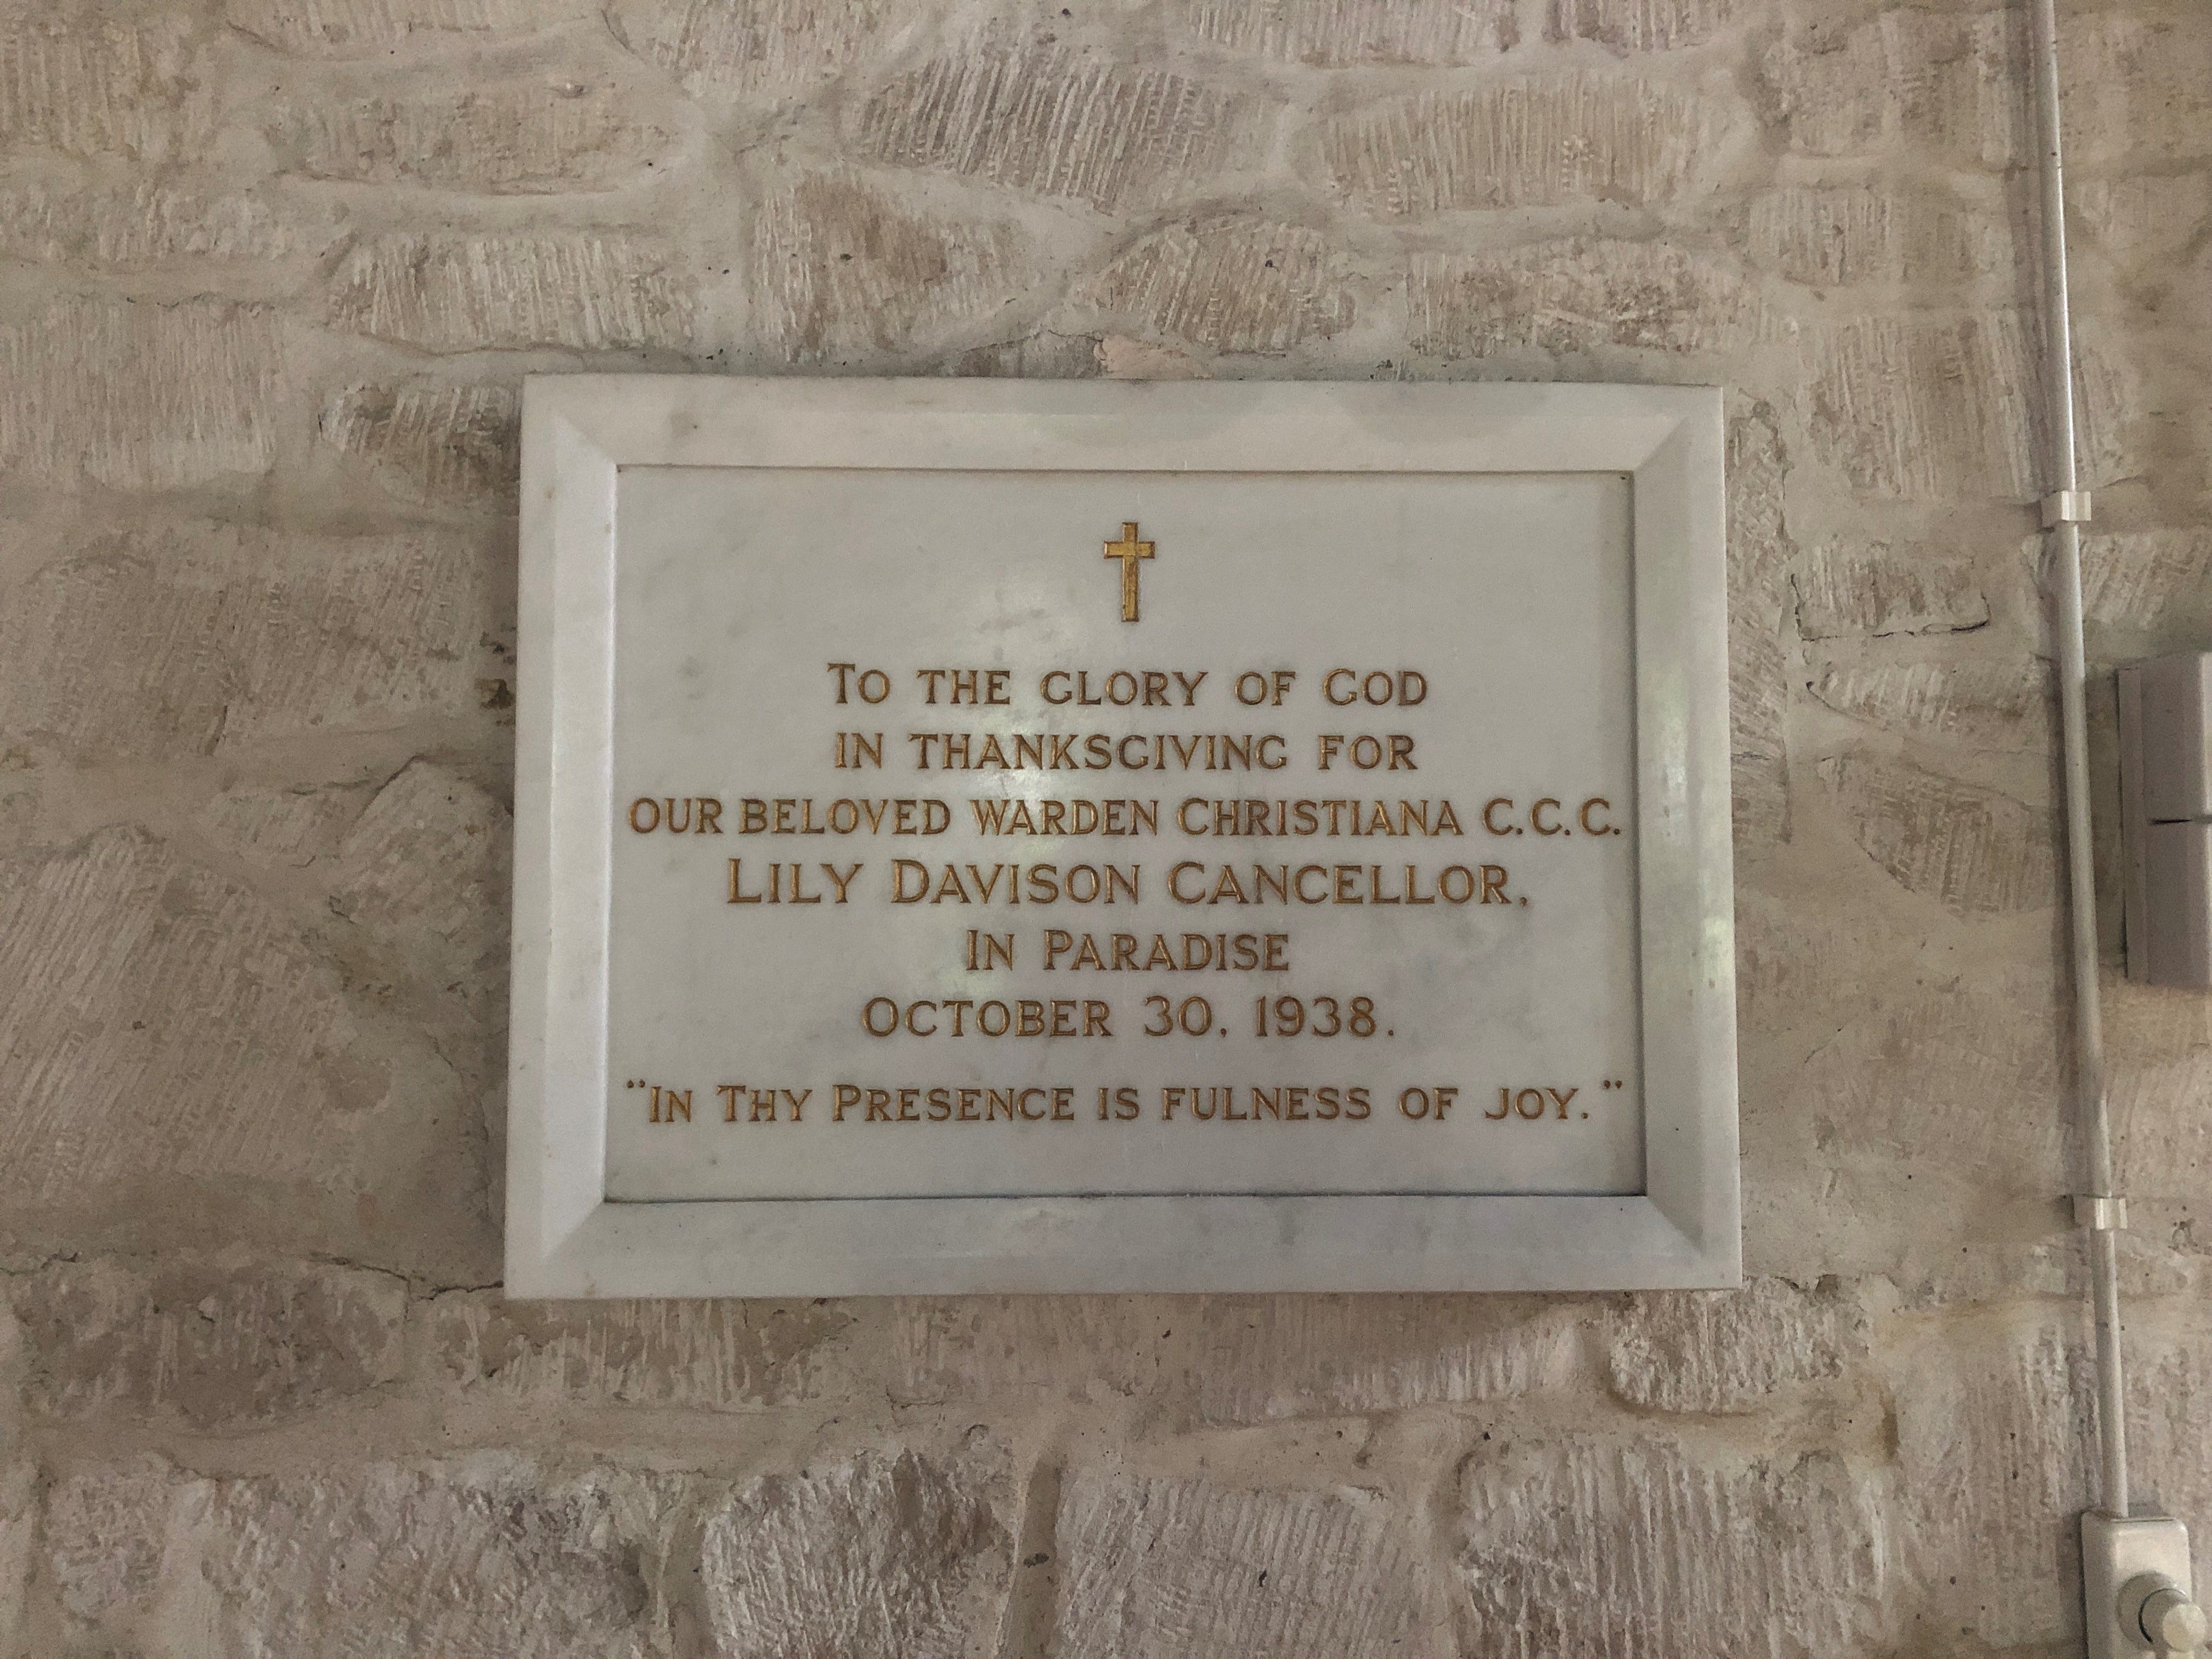 To the glory of God
in thanksgiving for
our beloved Warden Christiana C.C.C.
Lily Davison Cancellor,
In Paradise
October 30, 1938.
"In Thy Presence is fulness of joy."